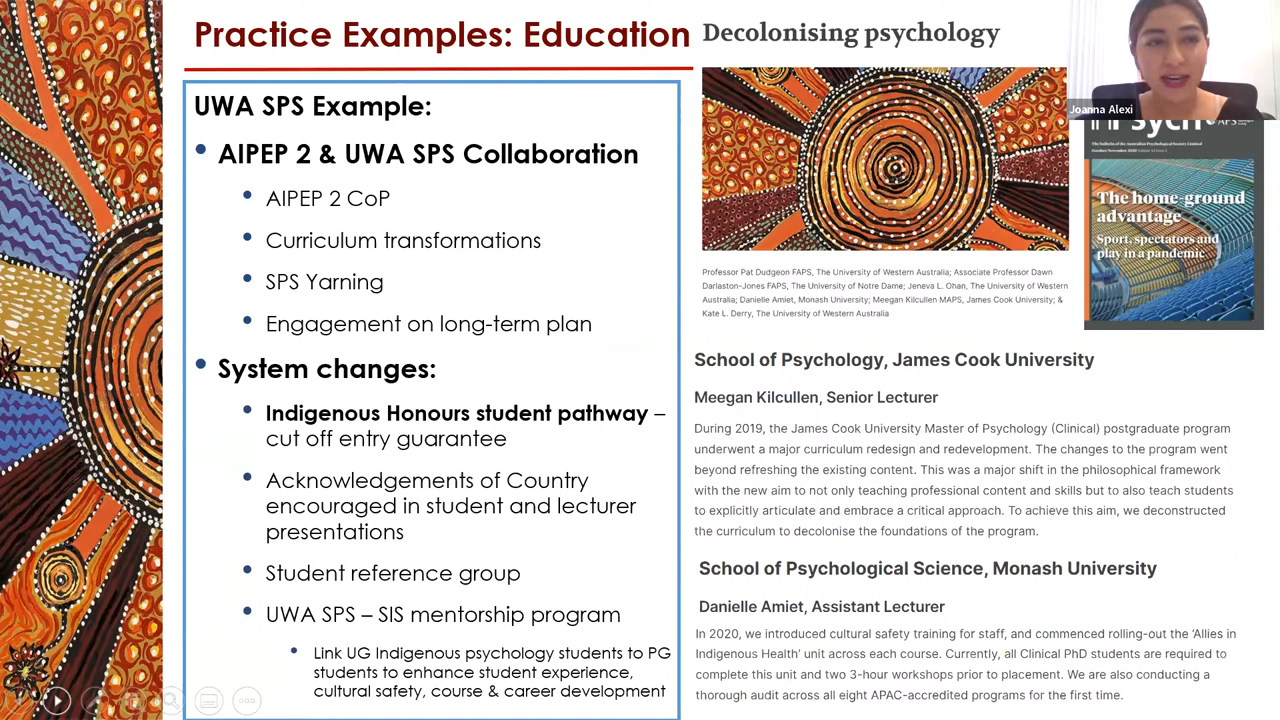 Practice Examples: Education
UWA SPS Example:
AIPEP 2 & UWA SPS Collaboration
AIPEP 2 CoP
Curriculum transformations
SPS Yarning
Engagement on long-term plan
System changes:
Indigenous Honours student pathway –
cut off entry guarantee
Acknowledgements of Country
encouraged in student and lecturer
presentations
Student reference group
UWA SPS – SIS mentorship program
Link UG Indigenous psychology students to PG
students to enhance student experience,
cultural safety, course & career development
Decolonising psychology
Professor Pat Dudgeon FAPS, The University of Western Australia; Associate Professor Dawn
Darlaston-Jones FAPS, The University of Notre Dame; Jeneva L. Ohan, The University of Western
Australia; Danielle Amiet, Monash University; Meegan Kilcullen MAPS, James Cook University; &
Kate L. Derry, The University of Western Australia
Joanna Alexi
APS
The bulletin of the Australian Psychological Society Limited
The home-ground
advantage
Sport, spectators and
play in a pandemic
School of Psychology, James Cook University
Meegan Kilcullen, Senior Lecturer
During 2019, the James Cook University Master of Psychology (Clinical) postgraduate program
underwent a major curriculum redesign and redevelopment. The changes to the program went
beyond refreshing the existing content. This was a major shift in the philosophical framework
with the new aim to not only teaching professional content and skills but to also teach students
to explicitly articulate and embrace a critical approach. To achieve this aim, we deconstructed
the curriculum to decolonise the foundations of the program.
School of Psychological Science, Monash University
Danielle Amiet, Assistant Lecturer
In 2020, we introduced cultural safety training for staff, and commenced rolling-out the ‘Allies in
Indigenous Health’ unit across each course. Currently, all Clinical PhD students are required to
complete this unit and two 3-hour workshops prior to placement. We are also conducting a
thorough audit across all eight APAC-accredited programs for the first time.